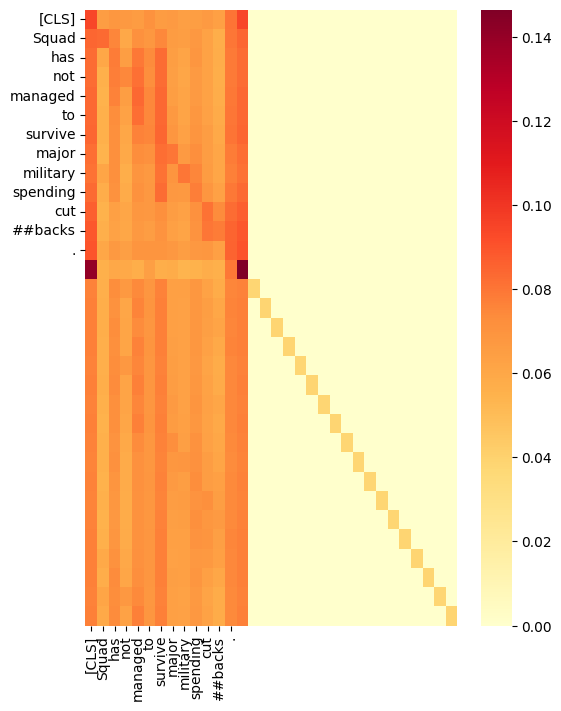 [CLS]
Squad
has
not
managed
to
survive
major
military
spending
cut
##backs
.
[CLS]
Squad
has
not
managed
to
survive
major
military
spending
cut
##backs
.
0.14
0.12
0.10
0.08
0.06
0.04
0.02
0.00